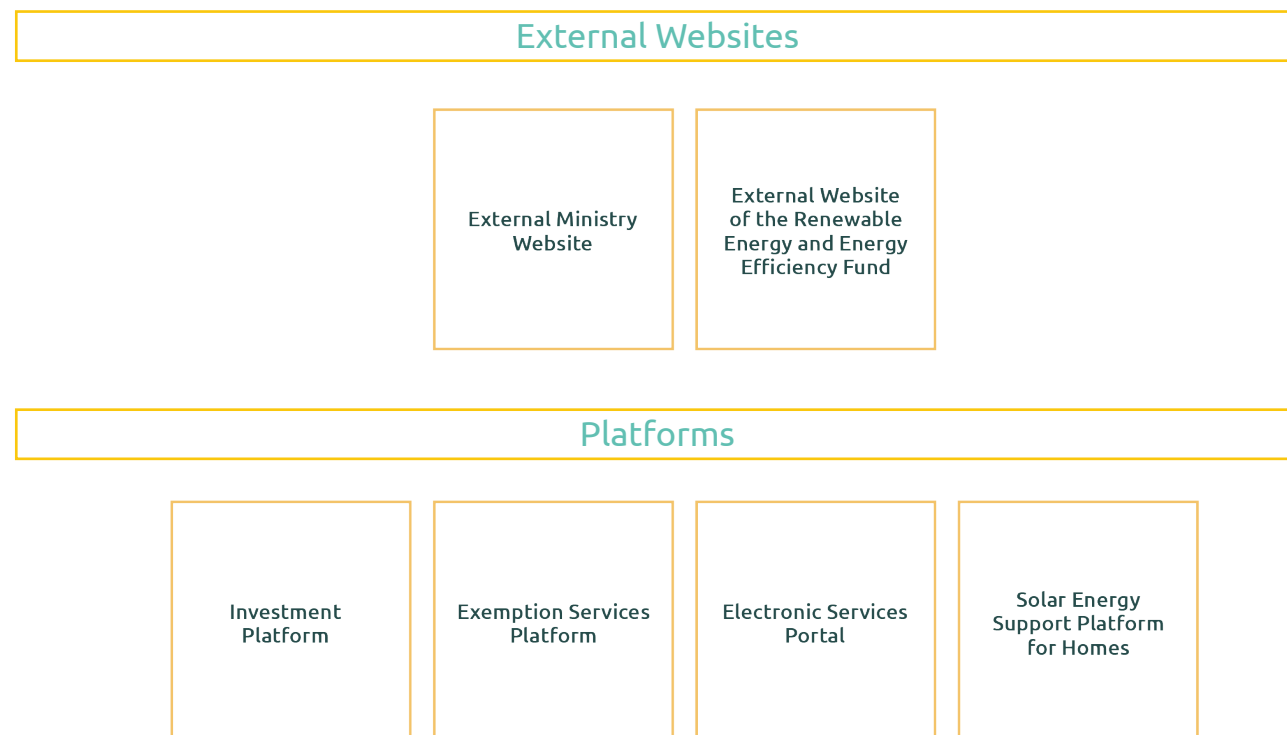 External Websites
External Ministry
Website
External Website
of the Renewable
Energy and Energy
Efficiency Fund
Platforms
Investment
Platform
Exemption Services
Platform
Electronic Services
Portal
Solar Energy
Support Platform
for Homes